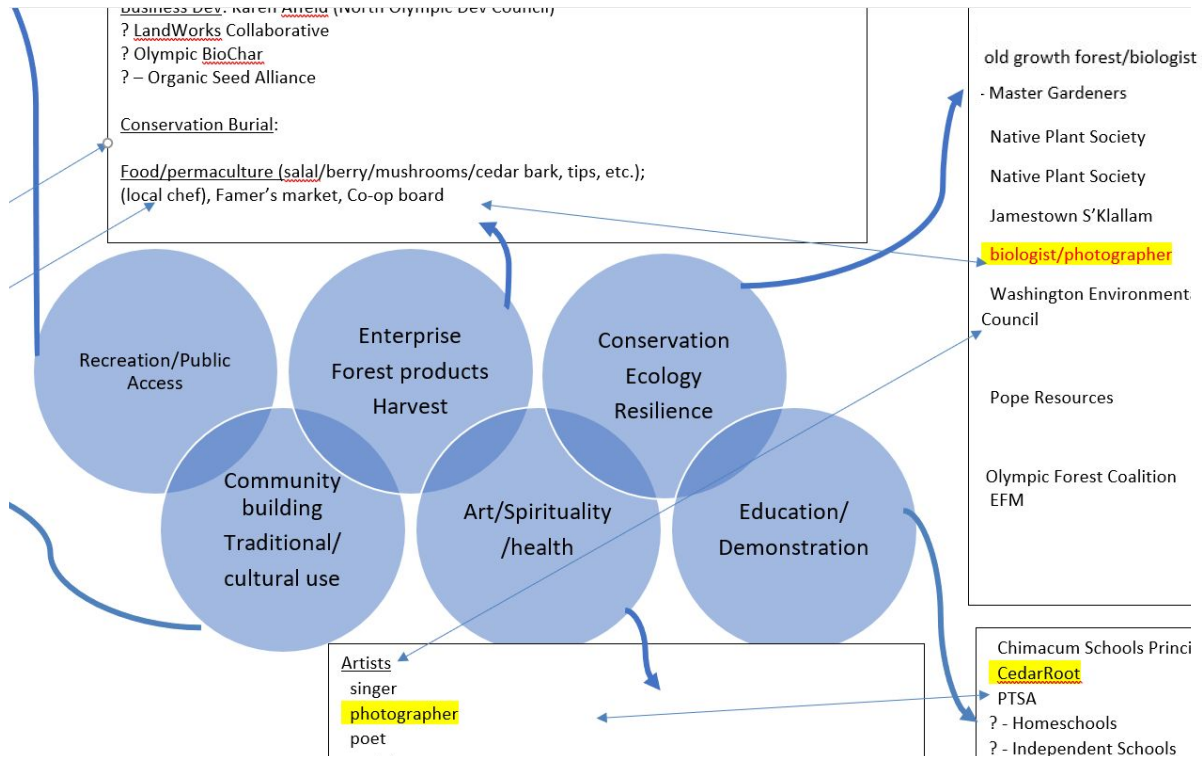 Business Dev: Karen Affeld (North Olympic Dev Council)
? LandWorks Collaborative
? Olympic BioChar
? – Organic Seed Alliance
Conservation Burial:
Food/permaculture (salal/berry/mushrooms/cedar bark, tips, etc.);
(local chef), Famer's market, Co-op board
old growth forest/biologist
- Master Gardeners
Native Plant Society
Native Plant Society
Jamestown S'Klallam
biologist/photographer
Washington Environment
Council
Pope Resources
Olympic Forest Coalition
EFM
Recreation/Public
Access
Enterprise
Forest products
Harvest
Conservation
Ecology
Resilience
Community
building
Traditional/
cultural use
Art/Spirituality
/health
Education/
Demonstration
Artists
singer
photographer
poet
Chimacum Schools Princi
CedarRoot
PTSA
? - Homeschools
? - Independent Schools